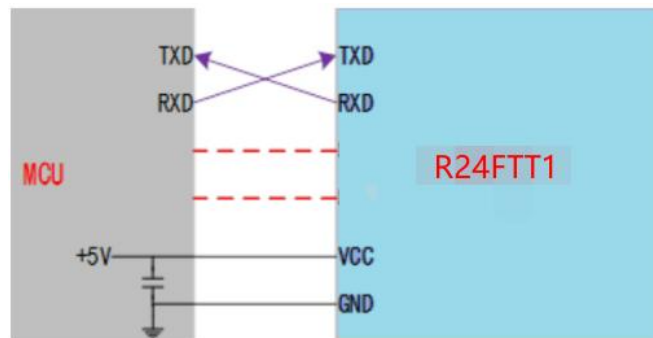 TXD TXD
RXD RXD
MCU R24FTT1
+5V VCC
GND